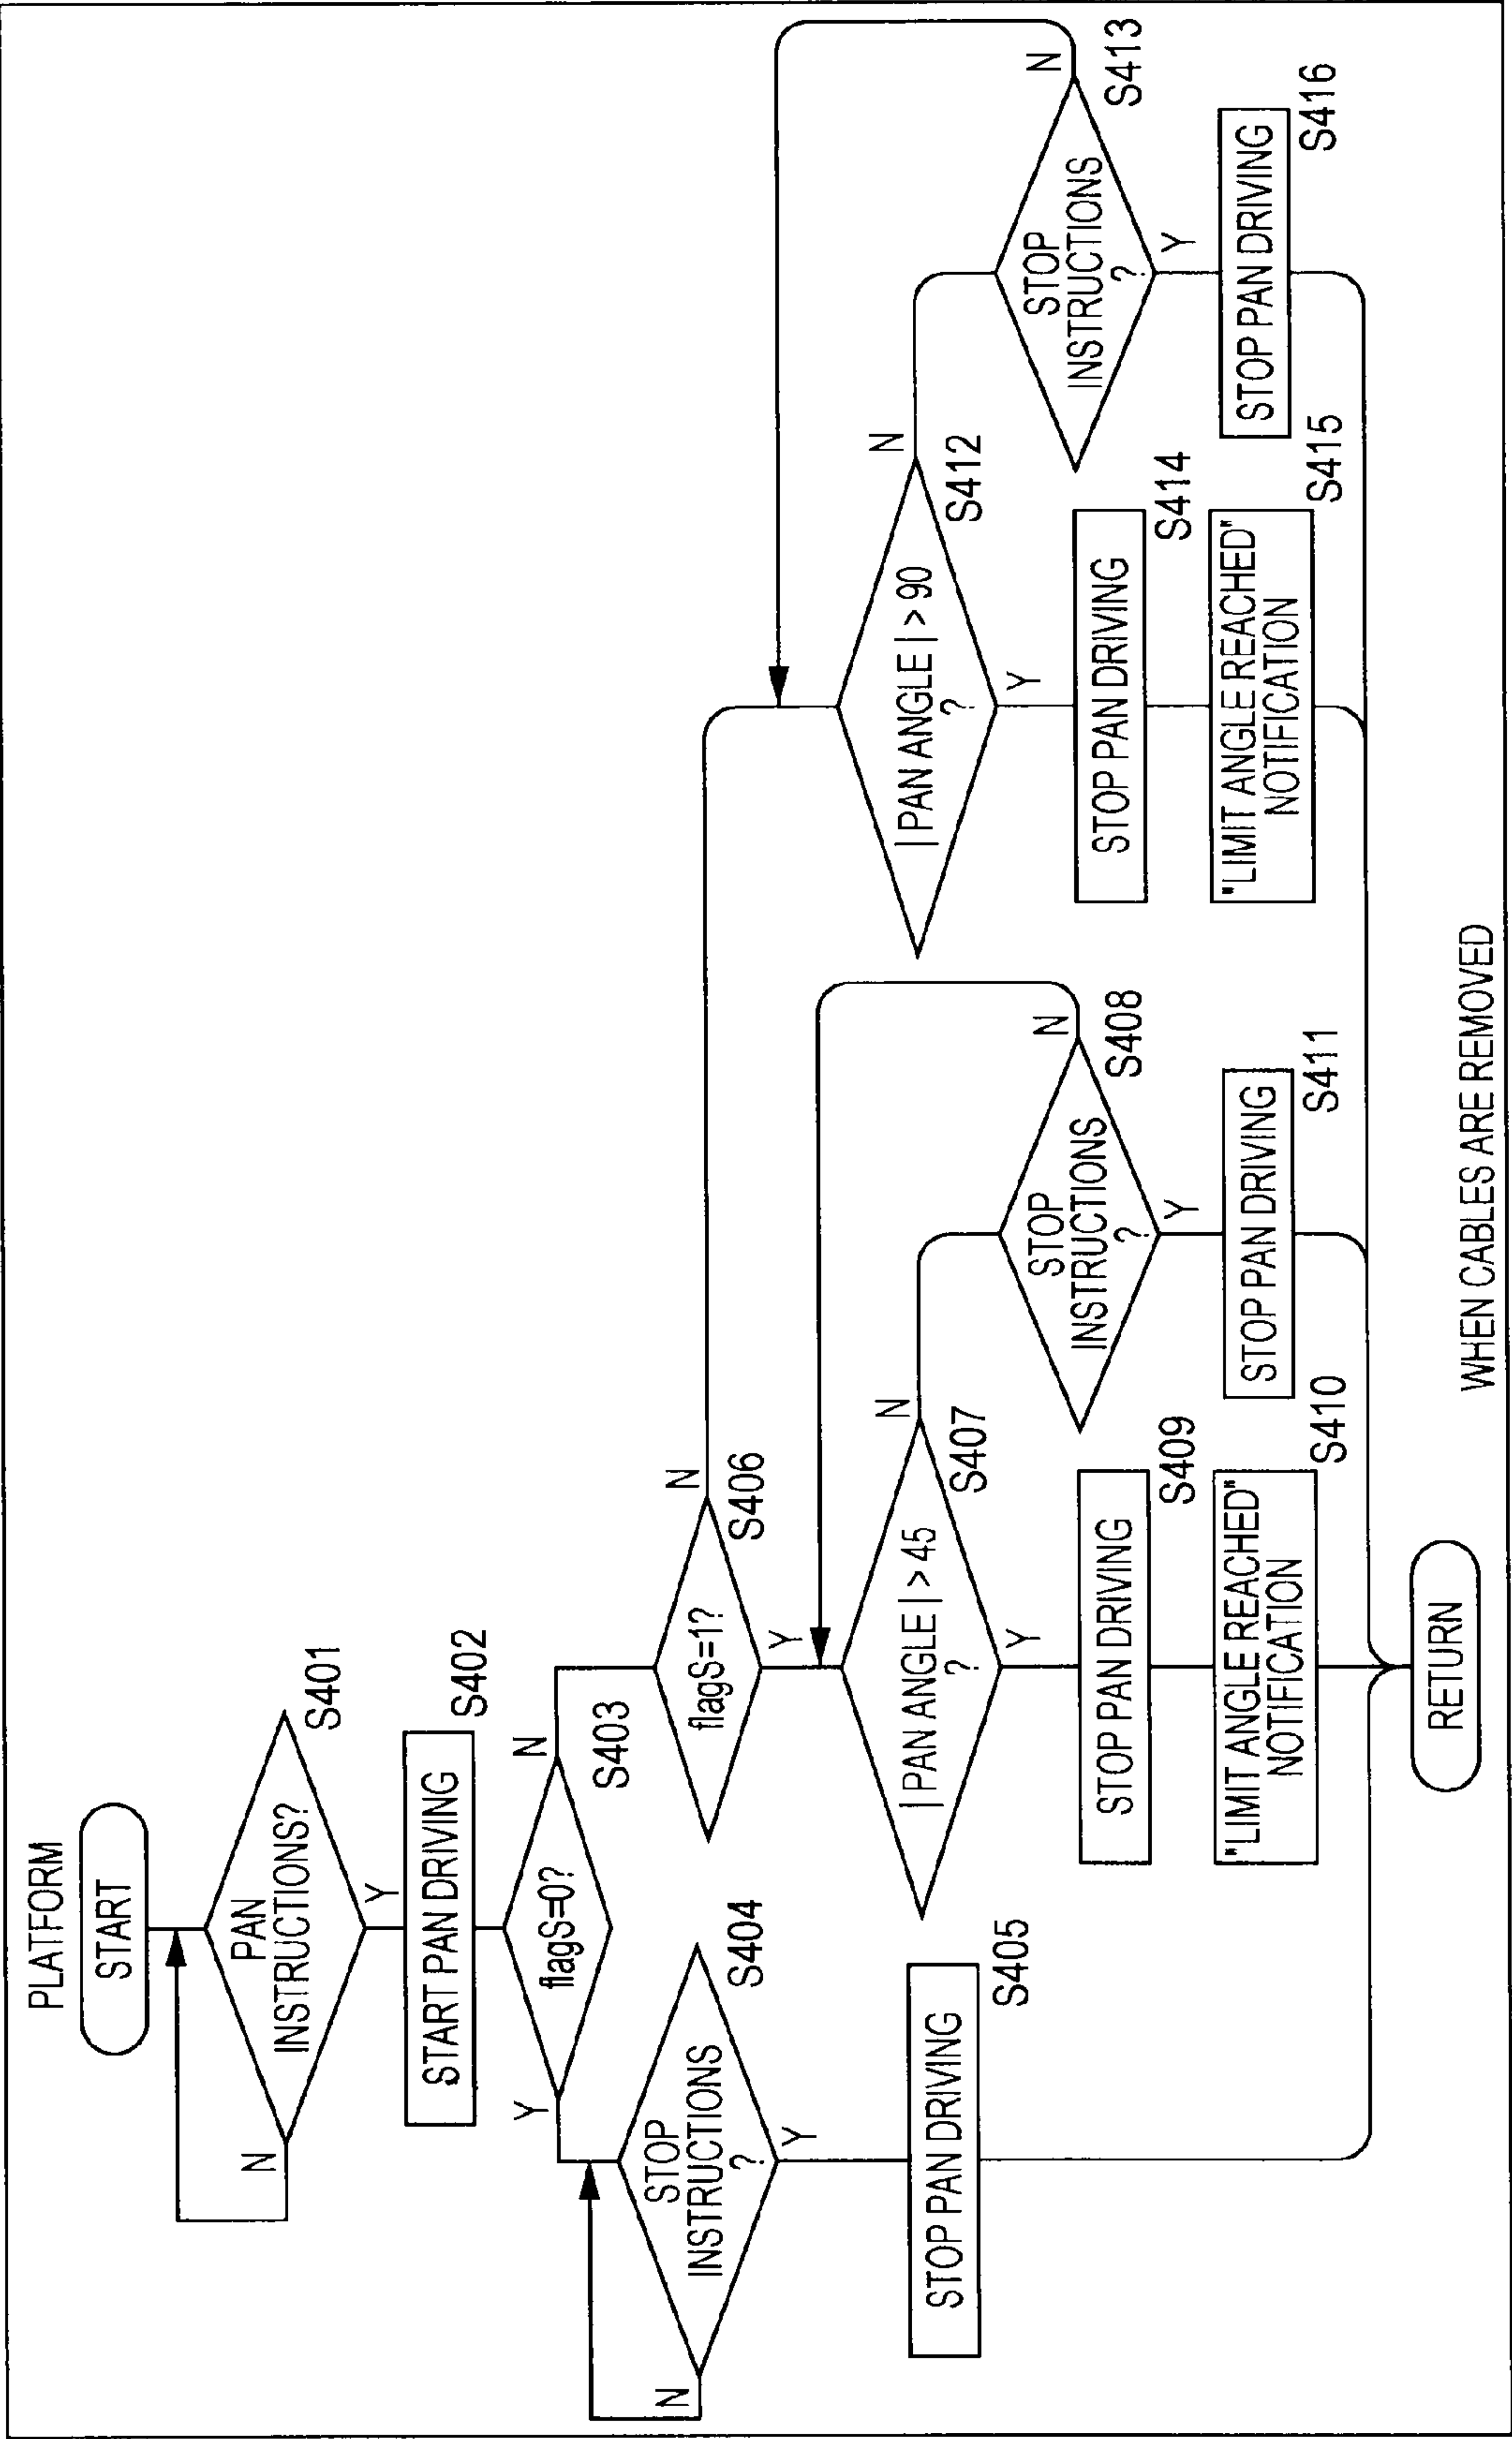 PLATFORM
START
PAN
INSTRUCTIONS?
S401
N
Y
START PAN DRIVING
S402
flagS=0?
S403
Y
N
STOP
INSTRUCTIONS
?
S404
N
Y
STOP PAN DRIVING
S405
flagS=1?
S406
N
Y
| PAN ANGLE | > 45
?
S407
N
Y
STOP
INSTRUCTIONS
?
S408
N
Y
STOP PAN DRIVING
S409
"LIMIT ANGLE REACHED"
NOTIFICATION
S410
STOP PAN DRIVING
S411
| PAN ANGLE | > 90
?
S412
N
Y
STOP
INSTRUCTIONS
?
S413
N
Y
STOP PAN DRIVING
S414
"LIMIT ANGLE REACHED"
NOTIFICATION
S415
STOP PAN DRIVING
S416
RETURN
WHEN CABLES ARE REMOVED